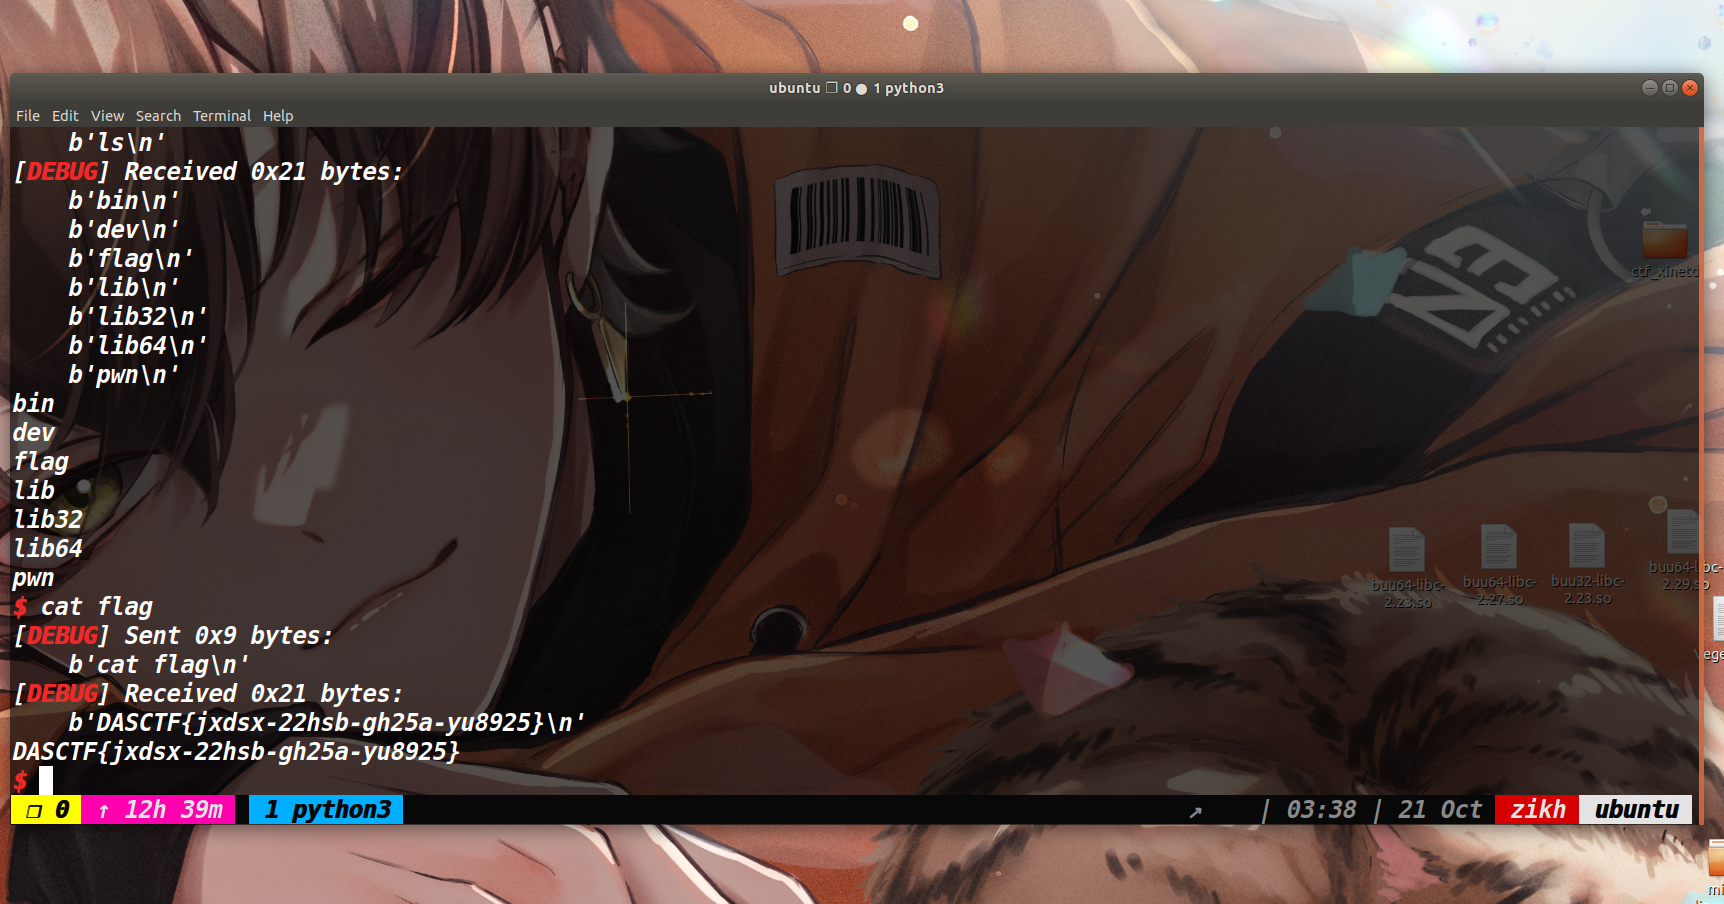 ubuntu ❐ 0 ● 1 python3
File Edit View Search Terminal Help
b'ls\n'
[DEBUG] Received 0x21 bytes:
b'bin\n'
b'dev\n'
b'flag\n'
b'lib\n'
b'lib32\n'
b'lib64\n'
b'pwn\n'
bin
dev
flag
lib
lib32
lib64
pwn
$ cat flag
[DEBUG] Sent 0x9 bytes:
b'cat flag\n'
[DEBUG] Received 0x21 bytes:
b'DASCTF{jxdsx-22hsb-gh25a-yu8925}\n'
DASCTF{jxdsx-22hsb-gh25a-yu8925}
$
❐ 0 ↑ 12h 39m 1 python3 ↗ | 03:38 | 21 Oct zikh ubuntu
ctf_xinetd
buu64-libc-
2.23.so
buu64-libc-
2.27.so
buu32-libc-
2.23.so
buu64-libc-
2.29.so